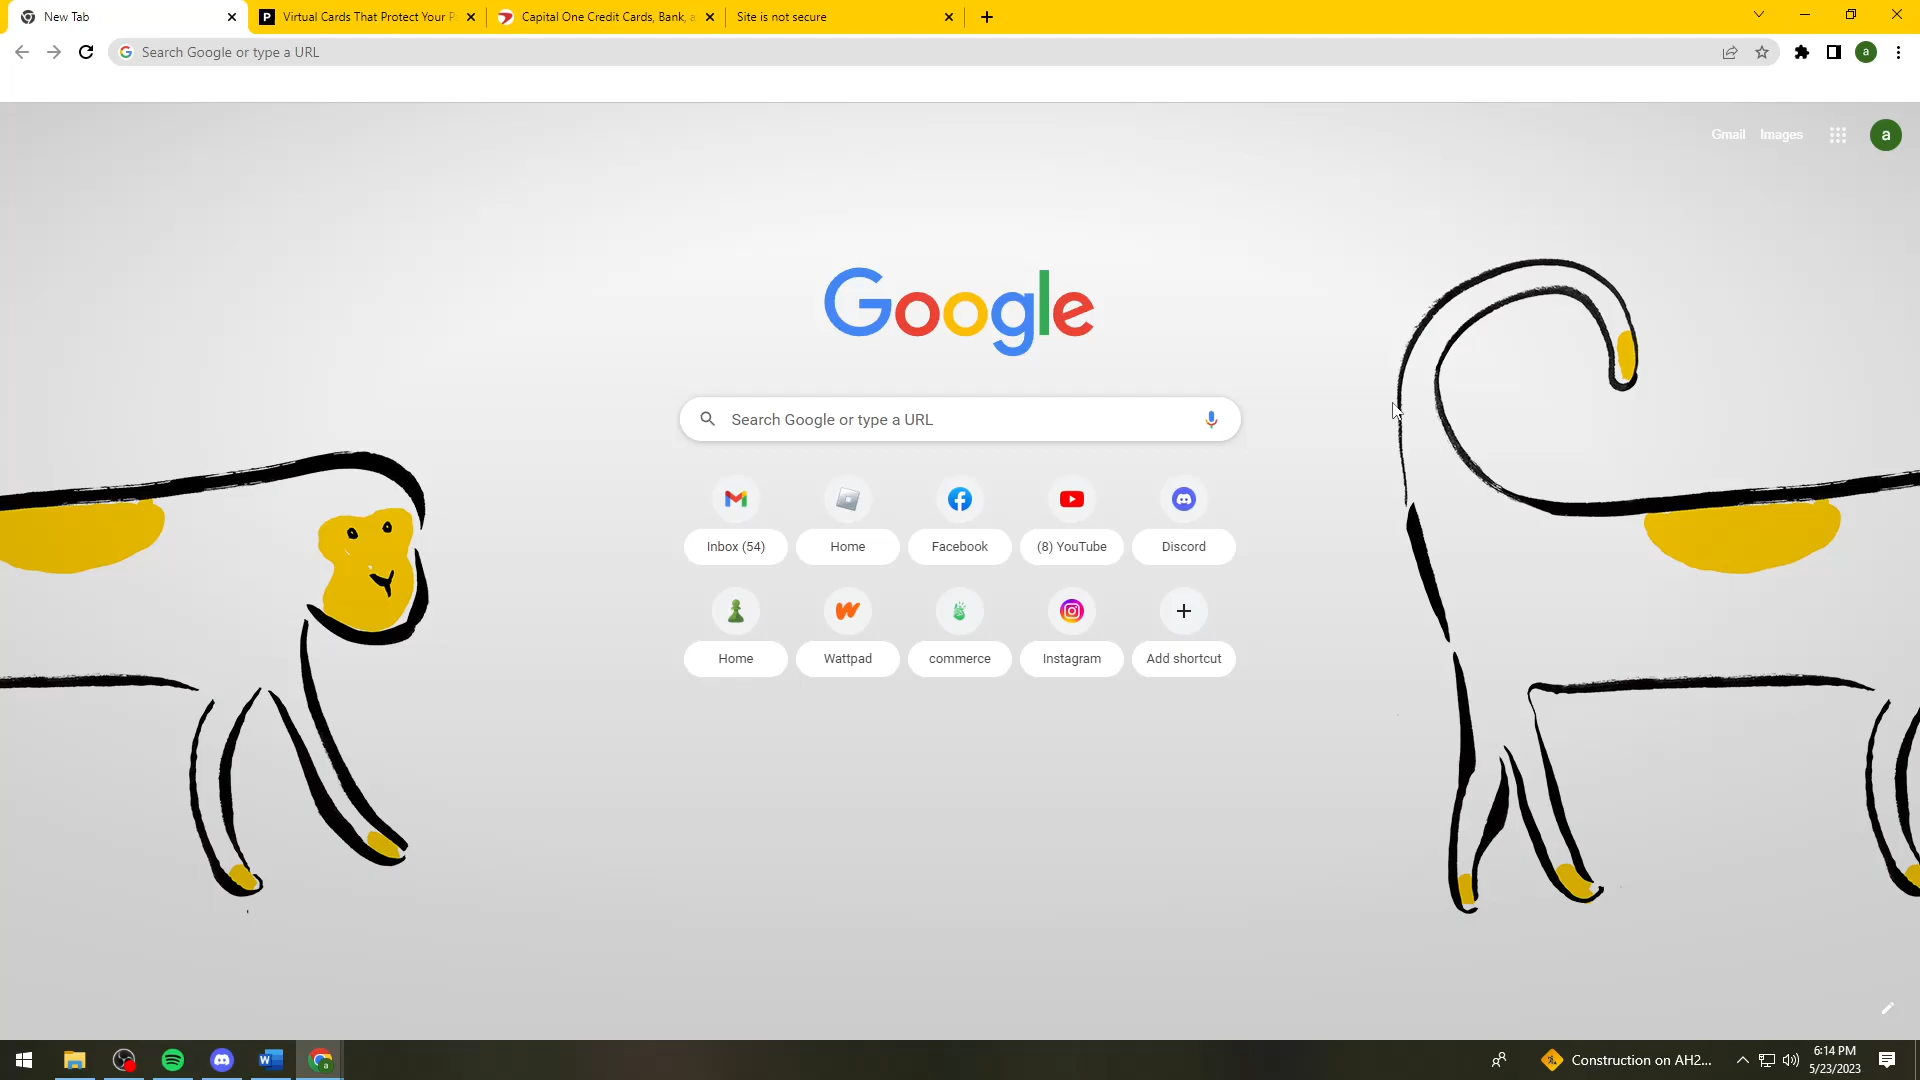 New Tab
Virtual Cards That Protect Your P
Capital One Credit Cards, Bank, a
Site is not secure
Search Google or type a URL
a
Gmail Images
a
Google
Search Google or type a URL
Inbox (54) Home Facebook (8) YouTube Discord
Home Wattpad commerce Instagram Add shortcut
Construction on AH2...
6:14 PM
5/23/2023